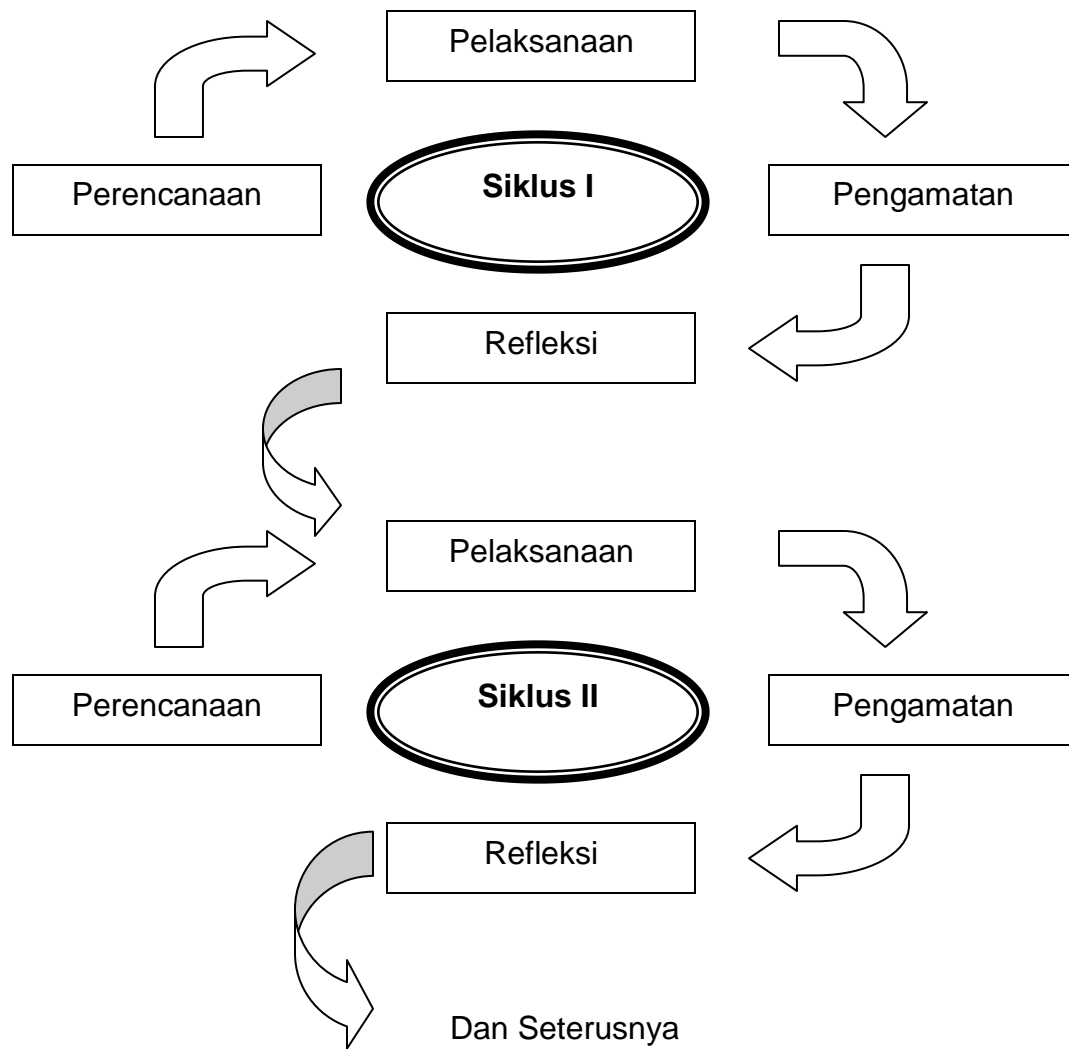 Pelaksanaan
Perencanaan
Siklus I
Pengamatan
Refleksi
Pelaksanaan
Perencanaan
Siklus II
Pengamatan
Refleksi
Dan Seterusnya